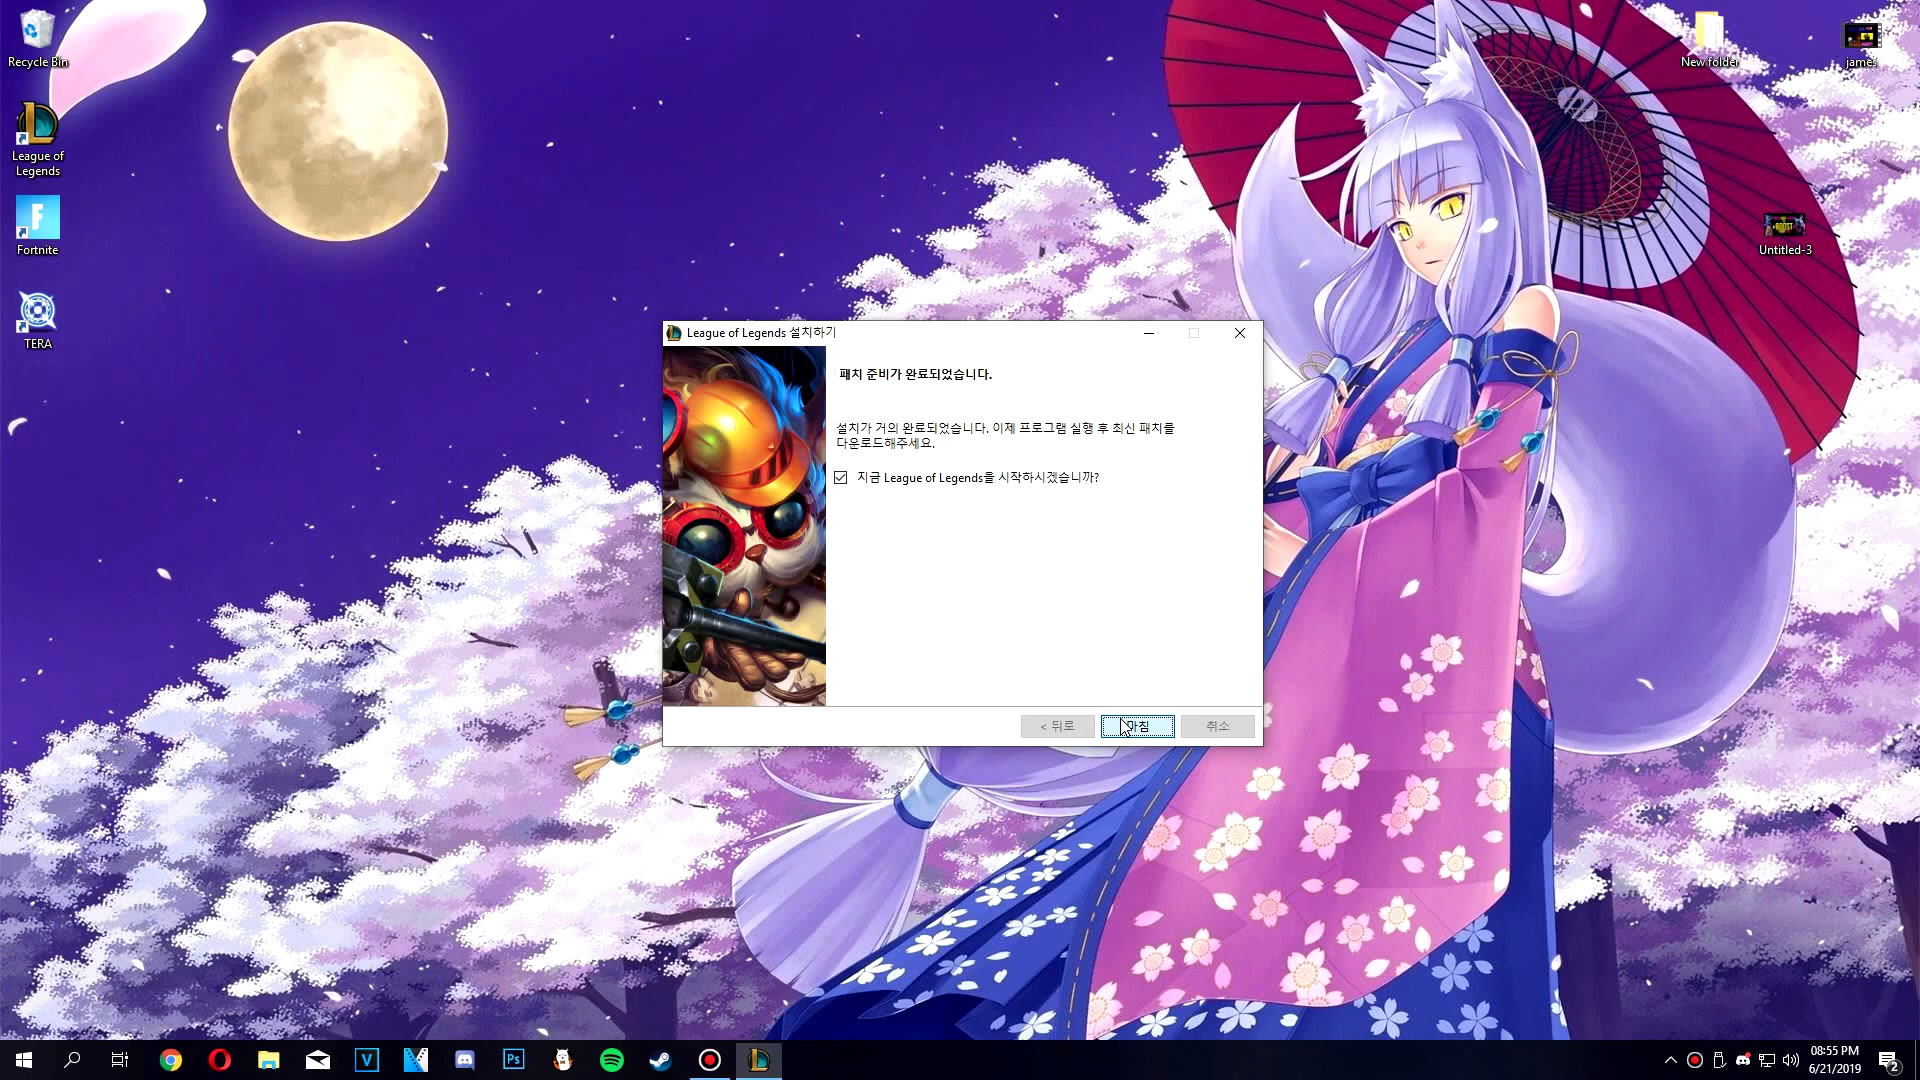 Recycle Bin
League of
Legends
F
Fortnite
TERA
New folder
james
BOOST
Untitled-3
League of Legends 설치하기
패치 준비가 완료되었습니다.
설치가 거의 완료되었습니다. 이제 프로그램 실행 후 최신 패치를
다운로드해주세요.
지금 League of Legends을 시작하시겠습니까?
< 뒤로
마침
취소
V
Ps
08:55 PM
6/21/2019
2